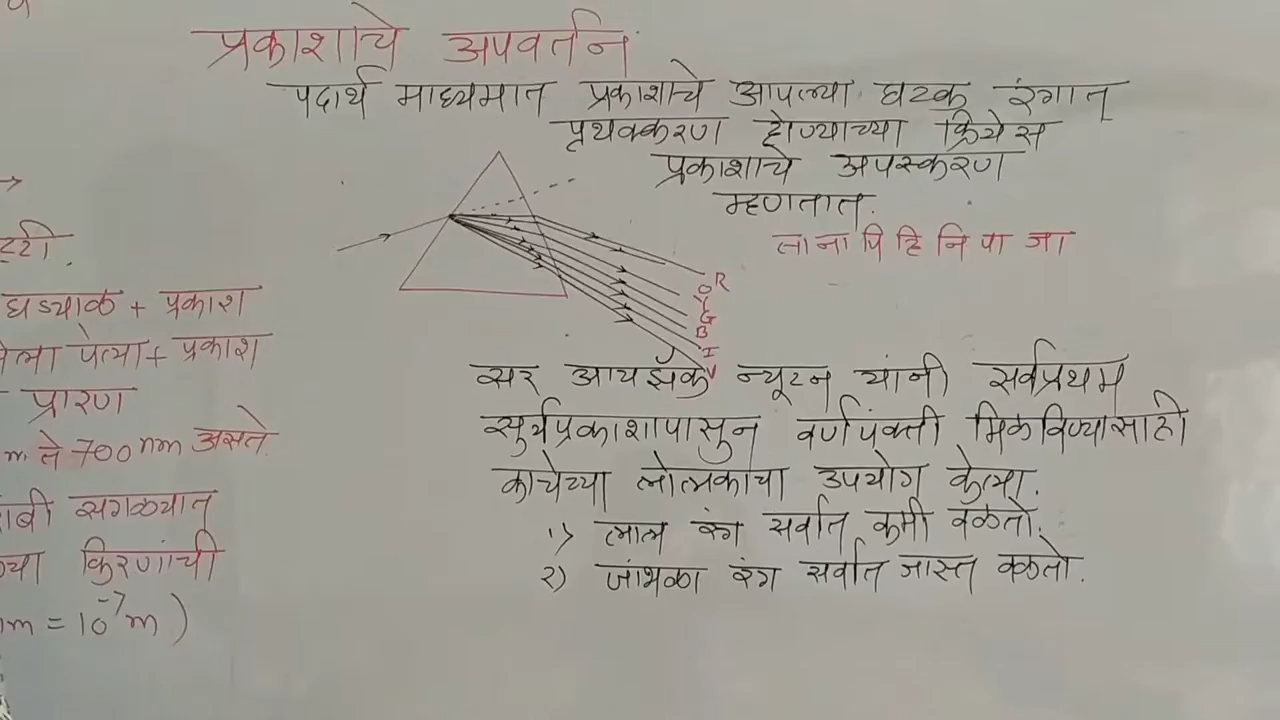 प्रकाशाचे अपवर्तन
पदार्थ माध्यमात प्रकाशाचे आपल्या घटक रंगात
पृथक्करण होण्याच्या क्रियेस
प्रकाशाचे अपस्करण
म्हणतात.
ता ना पि हि नि पा जा
R
O
Y
G
B
I
V
सर आयझॅक न्यूटन यांनी सर्वप्रथम
सुर्यप्रकाशापासुन वर्णपंक्ती मिळविण्यासाठी
काचेच्या लोलकाचा उपयोग केला.
१) लाल रंग सर्वात कमी वळतो.
२) जांभळा रंग सर्वात जास्त वळतो.
घड्याळ + प्रकाश
पेत्या + प्रकाश
प्रारण
ते 700 nm असते.
सगळ्यात
किरणांची
m = 10⁻⁷ m )